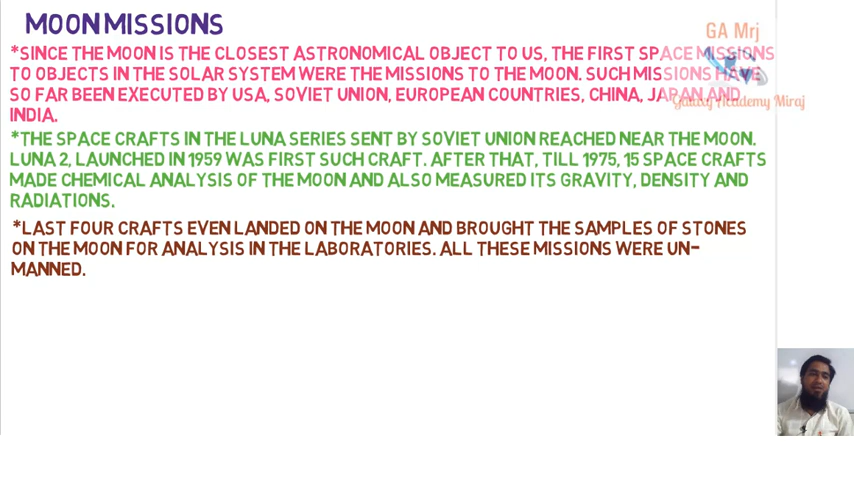 MOON MISSIONS
GA Mrj
*SINCE THE MOON IS THE CLOSEST ASTRONOMICAL OBJECT TO US, THE FIRST SPACE MISSIONS
TO OBJECTS IN THE SOLAR SYSTEM WERE THE MISSIONS TO THE MOON. SUCH MISSIONS HAVE
SO FAR BEEN EXECUTED BY USA, SOVIET UNION, EUROPEAN COUNTRIES, CHINA, JAPAN AND
Galaxy Academy Miraj
INDIA.
*THE SPACE CRAFTS IN THE LUNA SERIES SENT BY SOVIET UNION REACHED NEAR THE MOON.
LUNA 2, LAUNCHED IN 1959 WAS FIRST SUCH CRAFT. AFTER THAT, TILL 1975, 15 SPACE CRAFTS
MADE CHEMICAL ANALYSIS OF THE MOON AND ALSO MEASURED ITS GRAVITY, DENSITY AND
RADIATIONS.
*LAST FOUR CRAFTS EVEN LANDED ON THE MOON AND BROUGHT THE SAMPLES OF STONES
ON THE MOON FOR ANALYSIS IN THE LABORATORIES. ALL THESE MISSIONS WERE UN-
MANNED.